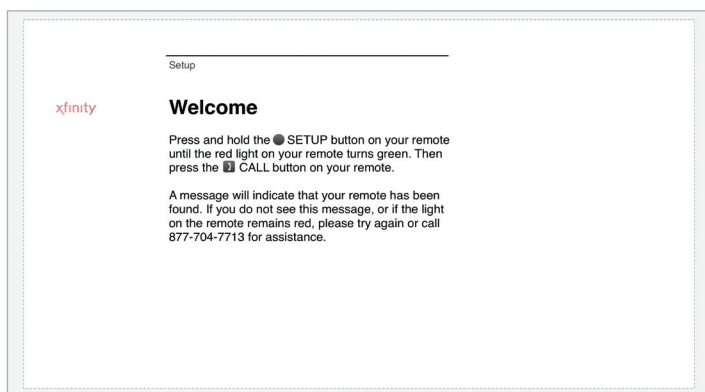 Setup
xfinity
Welcome
Press and hold the SETUP button on your remote
until the red light on your remote turns green. Then
press the CALL button on your remote.
A message will indicate that your remote has been
found. If you do not see this message, or if the light
on the remote remains red, please try again or call
877-704-7713 for assistance.